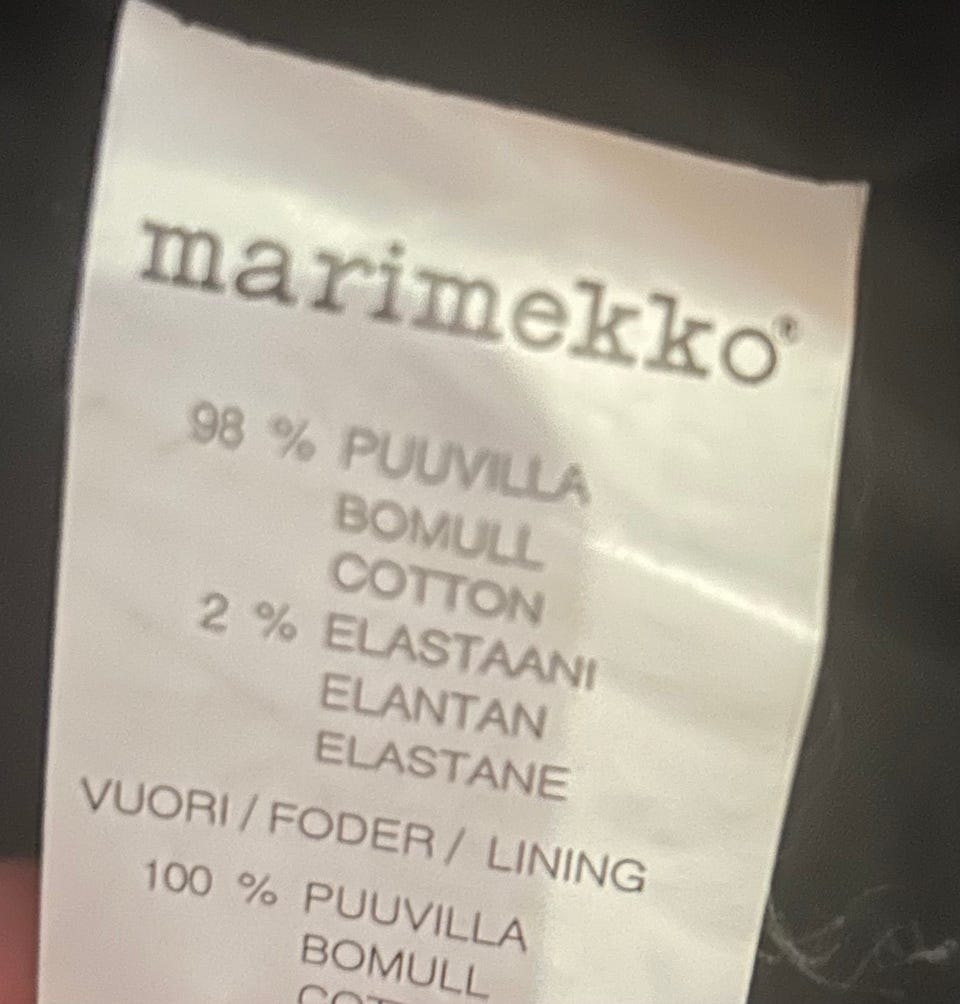 marimekko®
98 % PUUVILLA
BOMULL
COTTON
2 % ELASTAANI
ELANTAN
ELASTANE
VUORI / FODER / LINING
100 % PUUVILLA
BOMULL